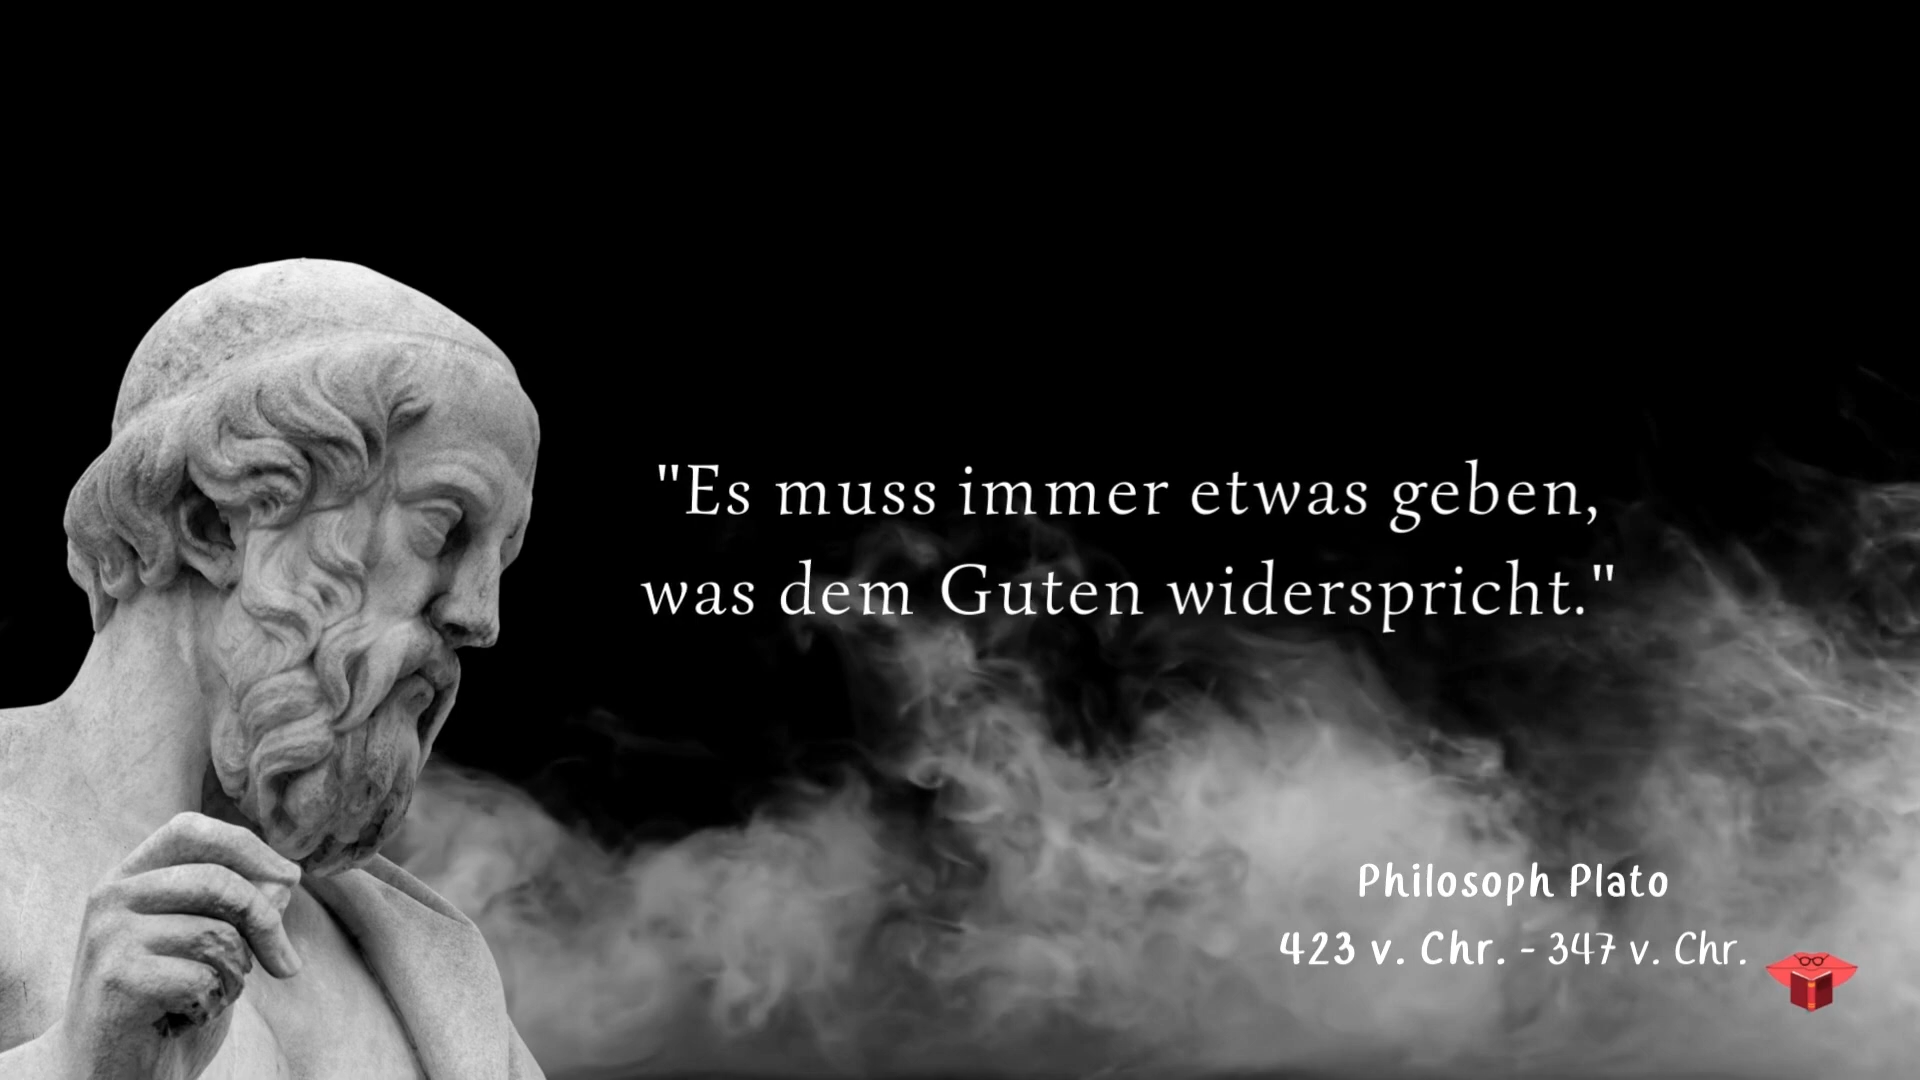 "Es muss immer etwas geben,
was dem Guten widerspricht."
Philosoph Plato
423 v. Chr. - 347 v. Chr.